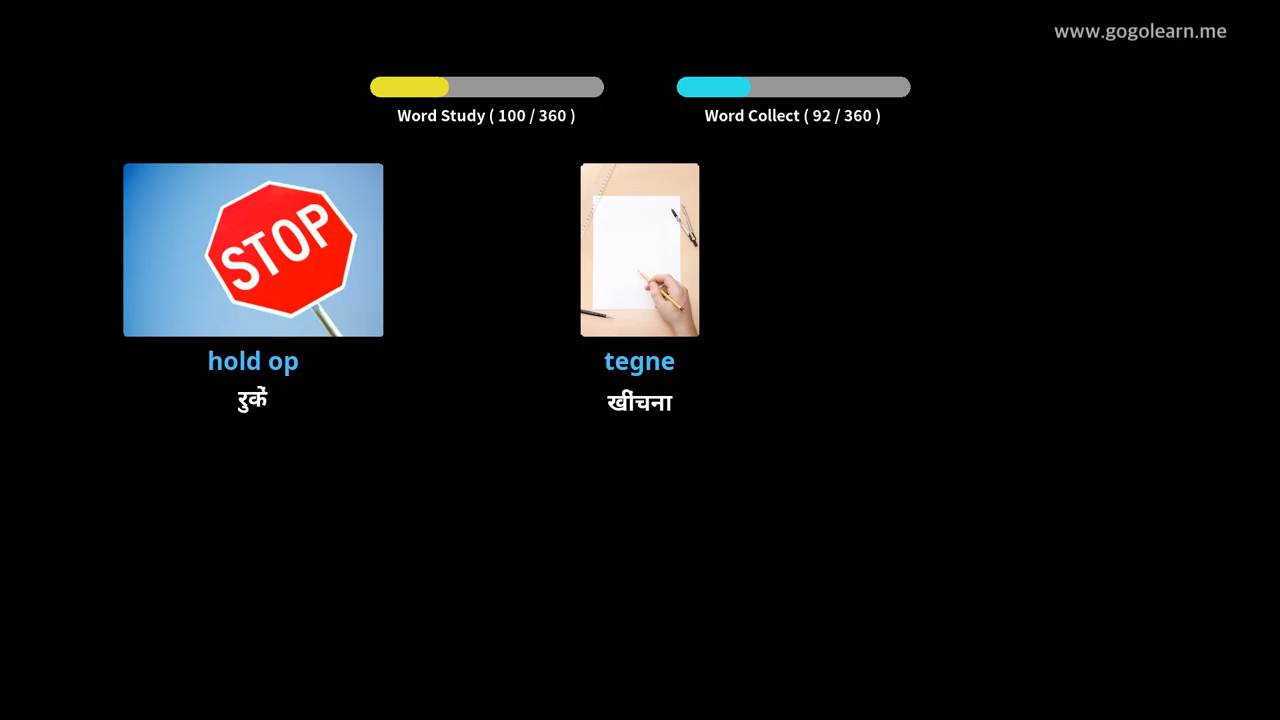 www.gogolearn.me
Word Study ( 100 / 360 )
Word Collect ( 92 / 360 )
STOP
hold op
tegne
रुकें
खींचना